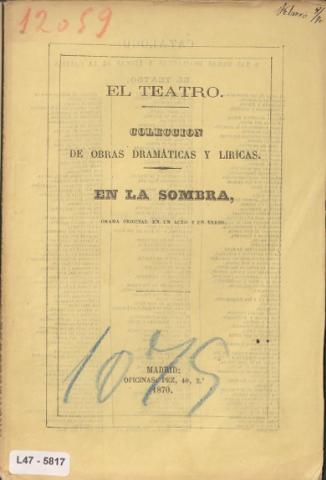 12059
EL TEATRO.
COLECCION
DE OBRAS DRAMÁTICAS Y LIRICAS.
EN LA SOMBRA,
DRAMA ORIGINAL EN UN ACTO Y EN VERSO.
1075
MADRID:
OFICINAS: PEZ, 40, 2.º
1870.
L47 - 5817